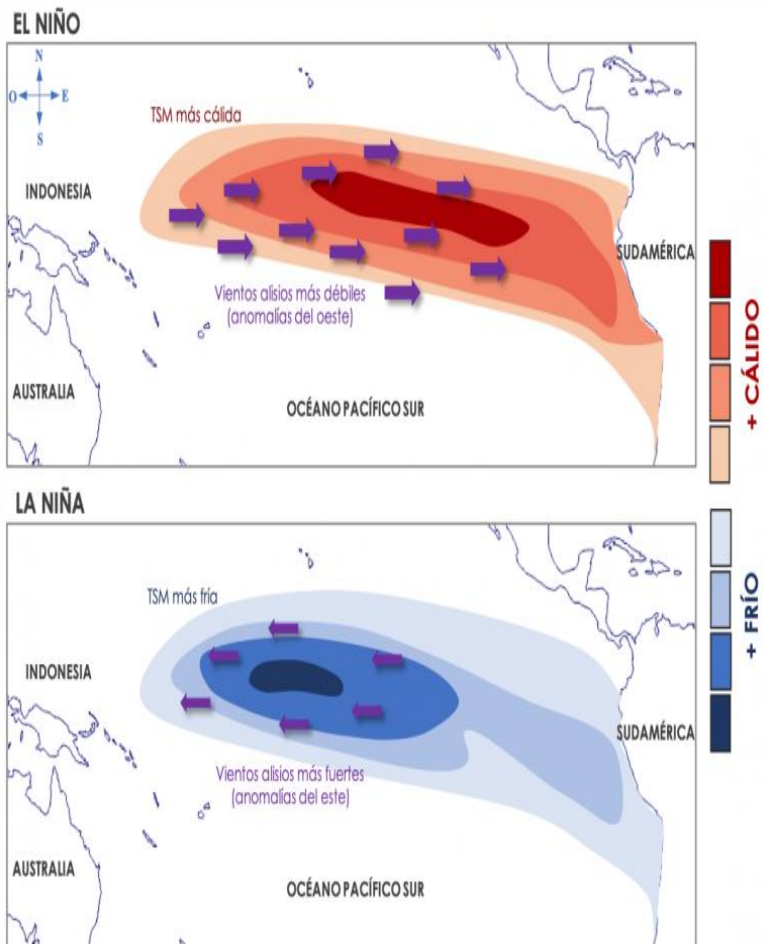 EL NIÑO
N
O E
S
TSM más cálida
INDONESIA
SUDAMÉRICA
Vientos alisios más débiles
(anomalías del oeste)
AUSTRALIA
OCÉANO PACÍFICO SUR
+ CÁLIDO
LA NIÑA
TSM más fría
INDONESIA
SUDAMÉRICA
Vientos alisios más fuertes
(anomalías del este)
AUSTRALIA
OCÉANO PACÍFICO SUR
+ FRÍO